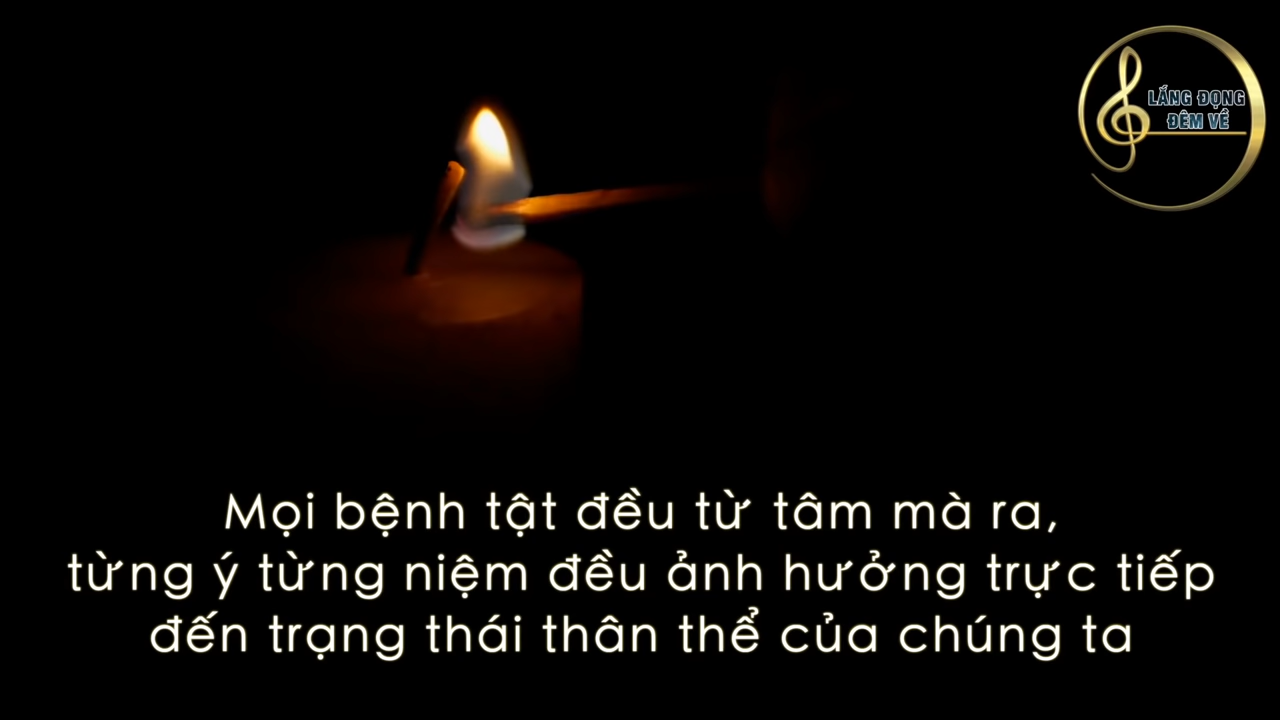 LẮNG ĐỌNG
ĐÊM VỀ
Mọi bệnh tật đều từ tâm mà ra,
từng ý từng niệm đều ảnh hưởng trực tiếp
đến trạng thái thân thể của chúng ta